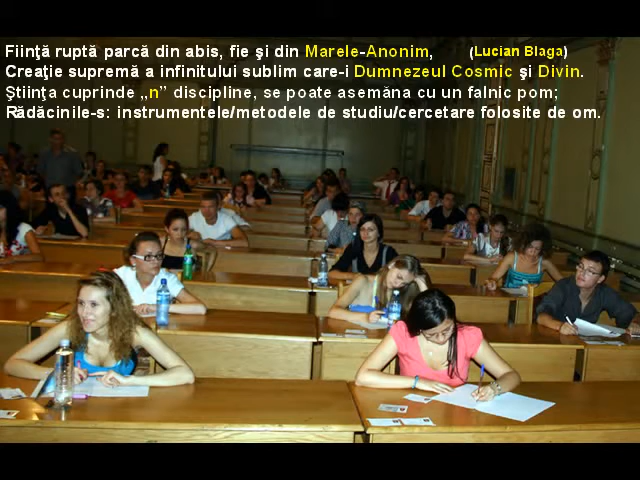 Fiinţă ruptă parcă din abis, fie şi din Marele-Anonim, (Lucian Blaga)
Creaţie supremă a infinitului sublim care-i Dumnezeul Cosmic şi Divin.
Ştiinţa cuprinde „n” discipline, se poate asemăna cu un falnic pom;
Rădăcinile-s: instrumentele/metodele de studiu/cercetare folosite de om.